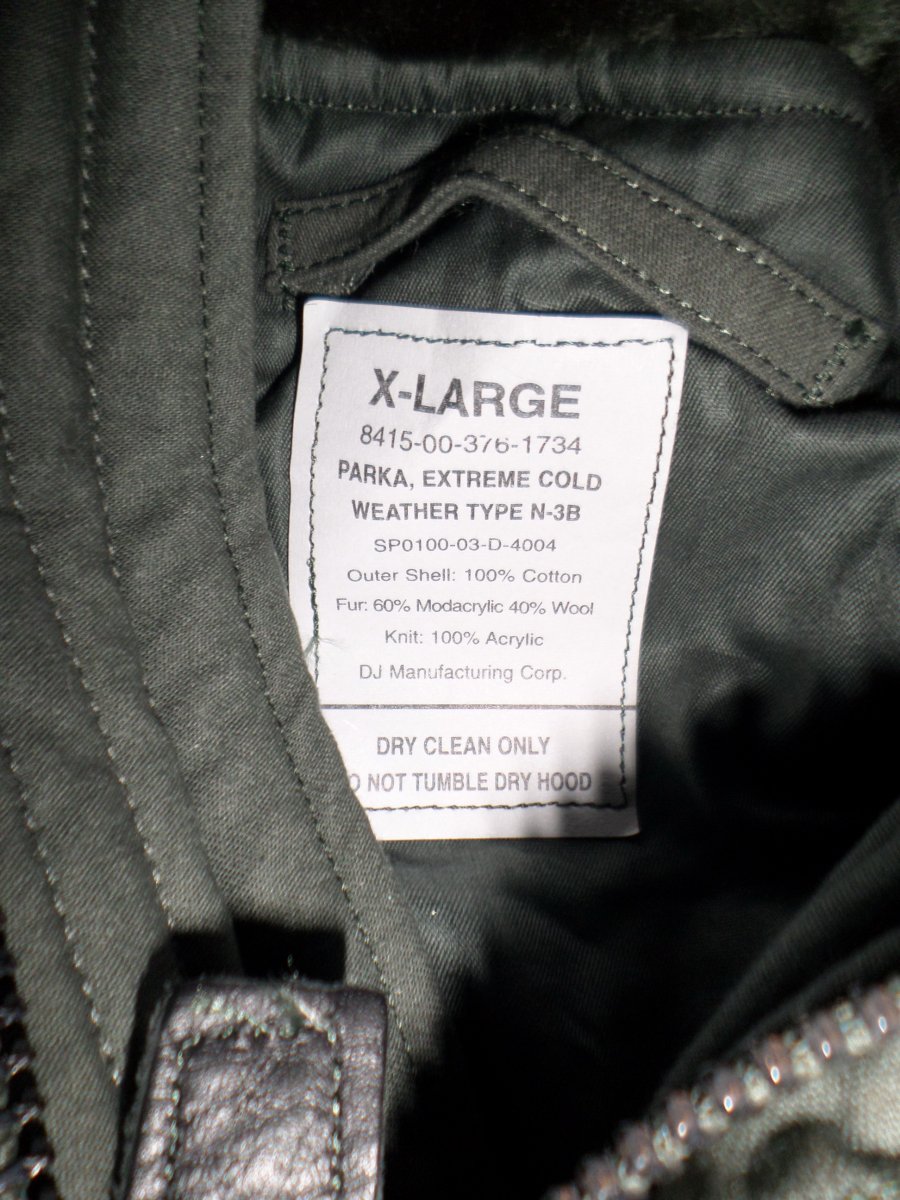 X-LARGE
8415-00-376-1734
PARKA, EXTREME COLD
WEATHER TYPE N-3B
SP0100-03-D-4004
Outer Shell: 100% Cotton
Fur: 60% Modacrylic 40% Wool
Knit: 100% Acrylic
DJ Manufacturing Corp.
DRY CLEAN ONLY
DO NOT TUMBLE DRY HOOD